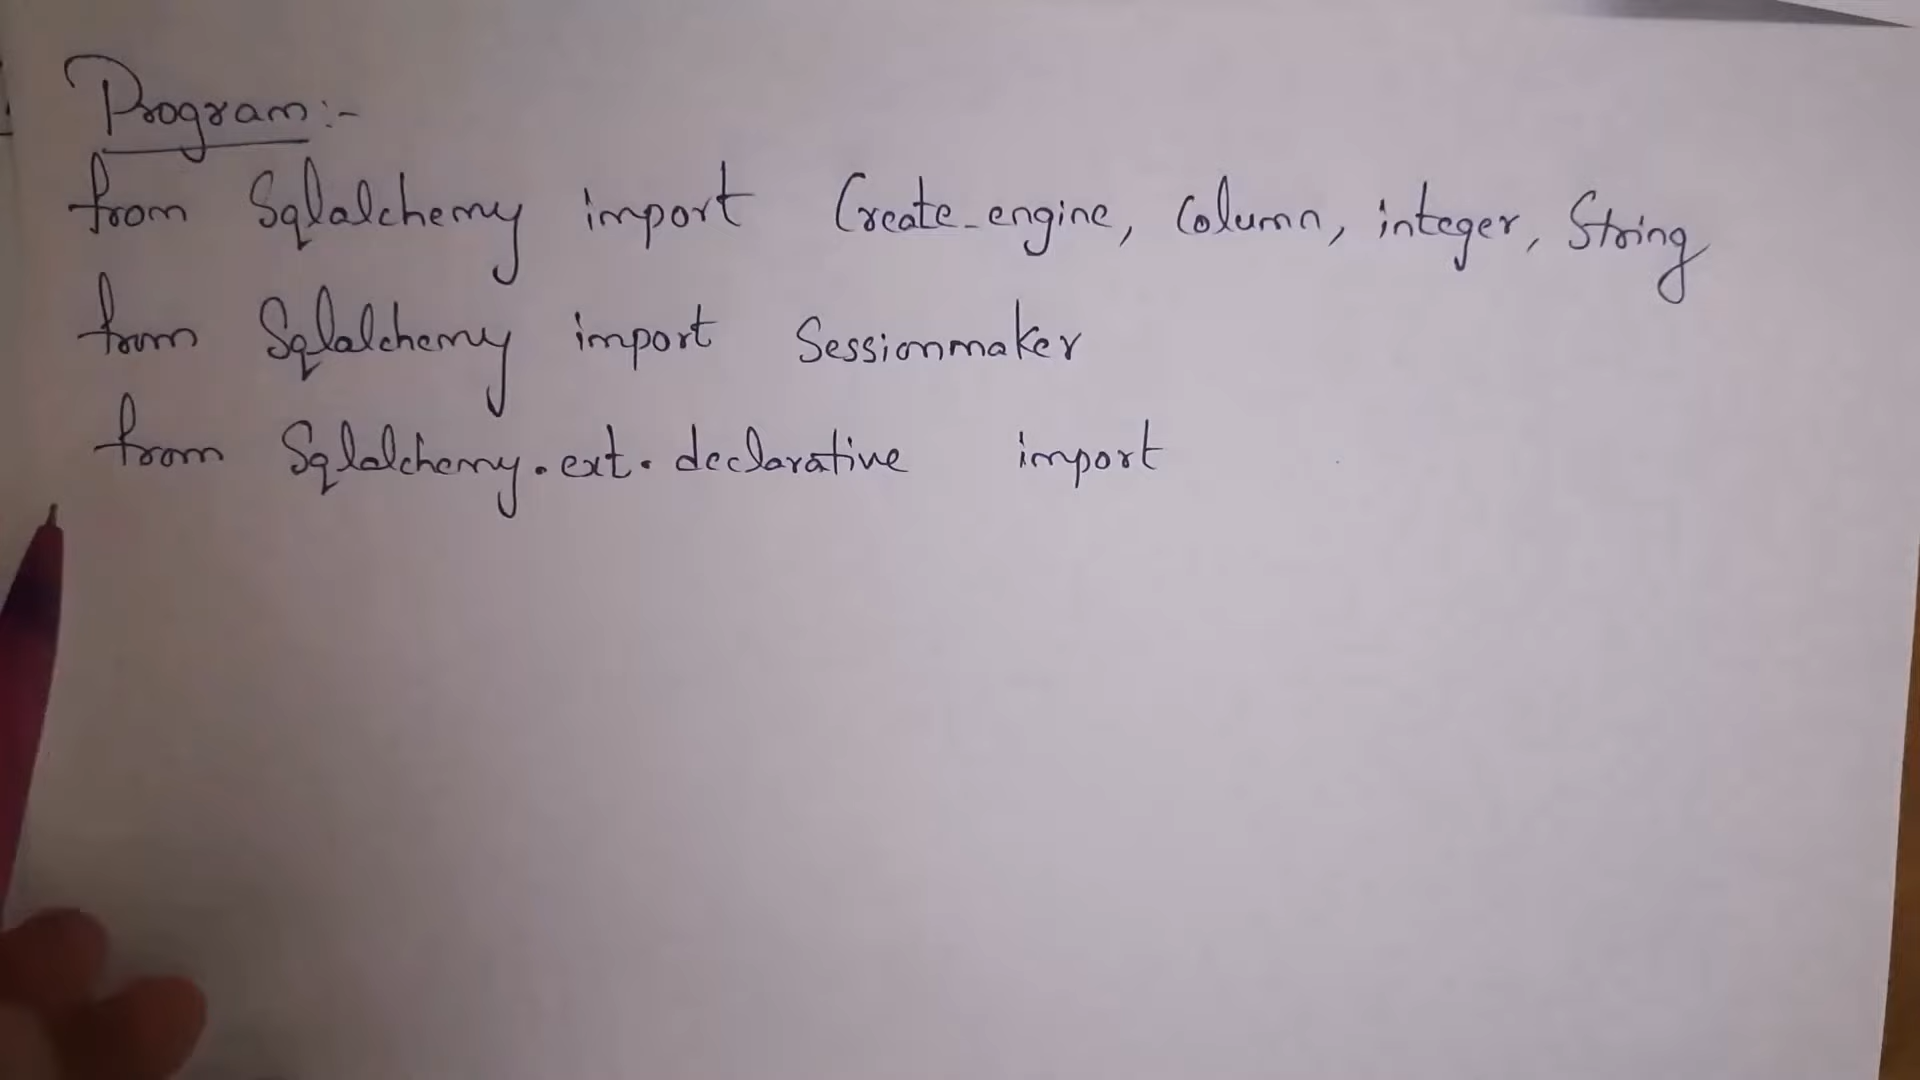 Program:-
from Sqlalchemy import Create_engine, Column, integer, String
from Sqlalchemy import Sessionmaker
from Sqlalchemy.ext.declarative import